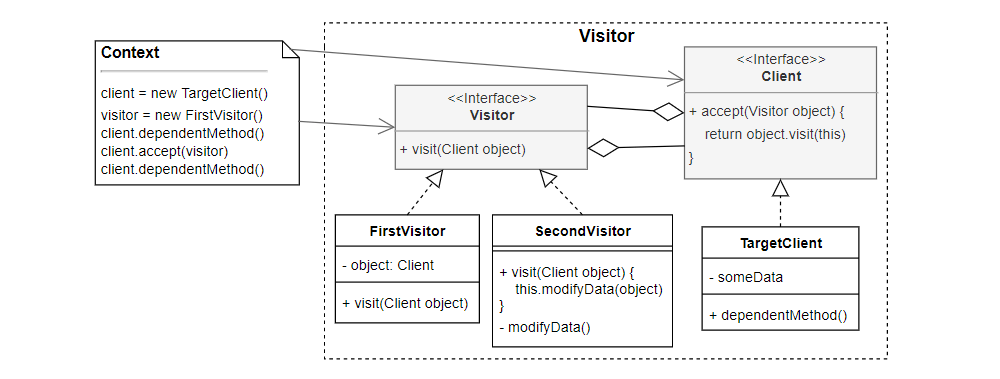 Visitor
Context
client = new TargetClient()
visitor = new FirstVisitor()
client.dependentMethod()
client.accept(visitor)
client.dependentMethod()
<<Interface>>
Visitor
+ visit(Client object)
<<Interface>>
Client
+ accept(Visitor object) {
return object.visit(this)
}
FirstVisitor
- object: Client
+ visit(Client object)
SecondVisitor
+ visit(Client object) {
this.modifyData(object)
}
- modifyData()
TargetClient
- someData
+ dependentMethod()